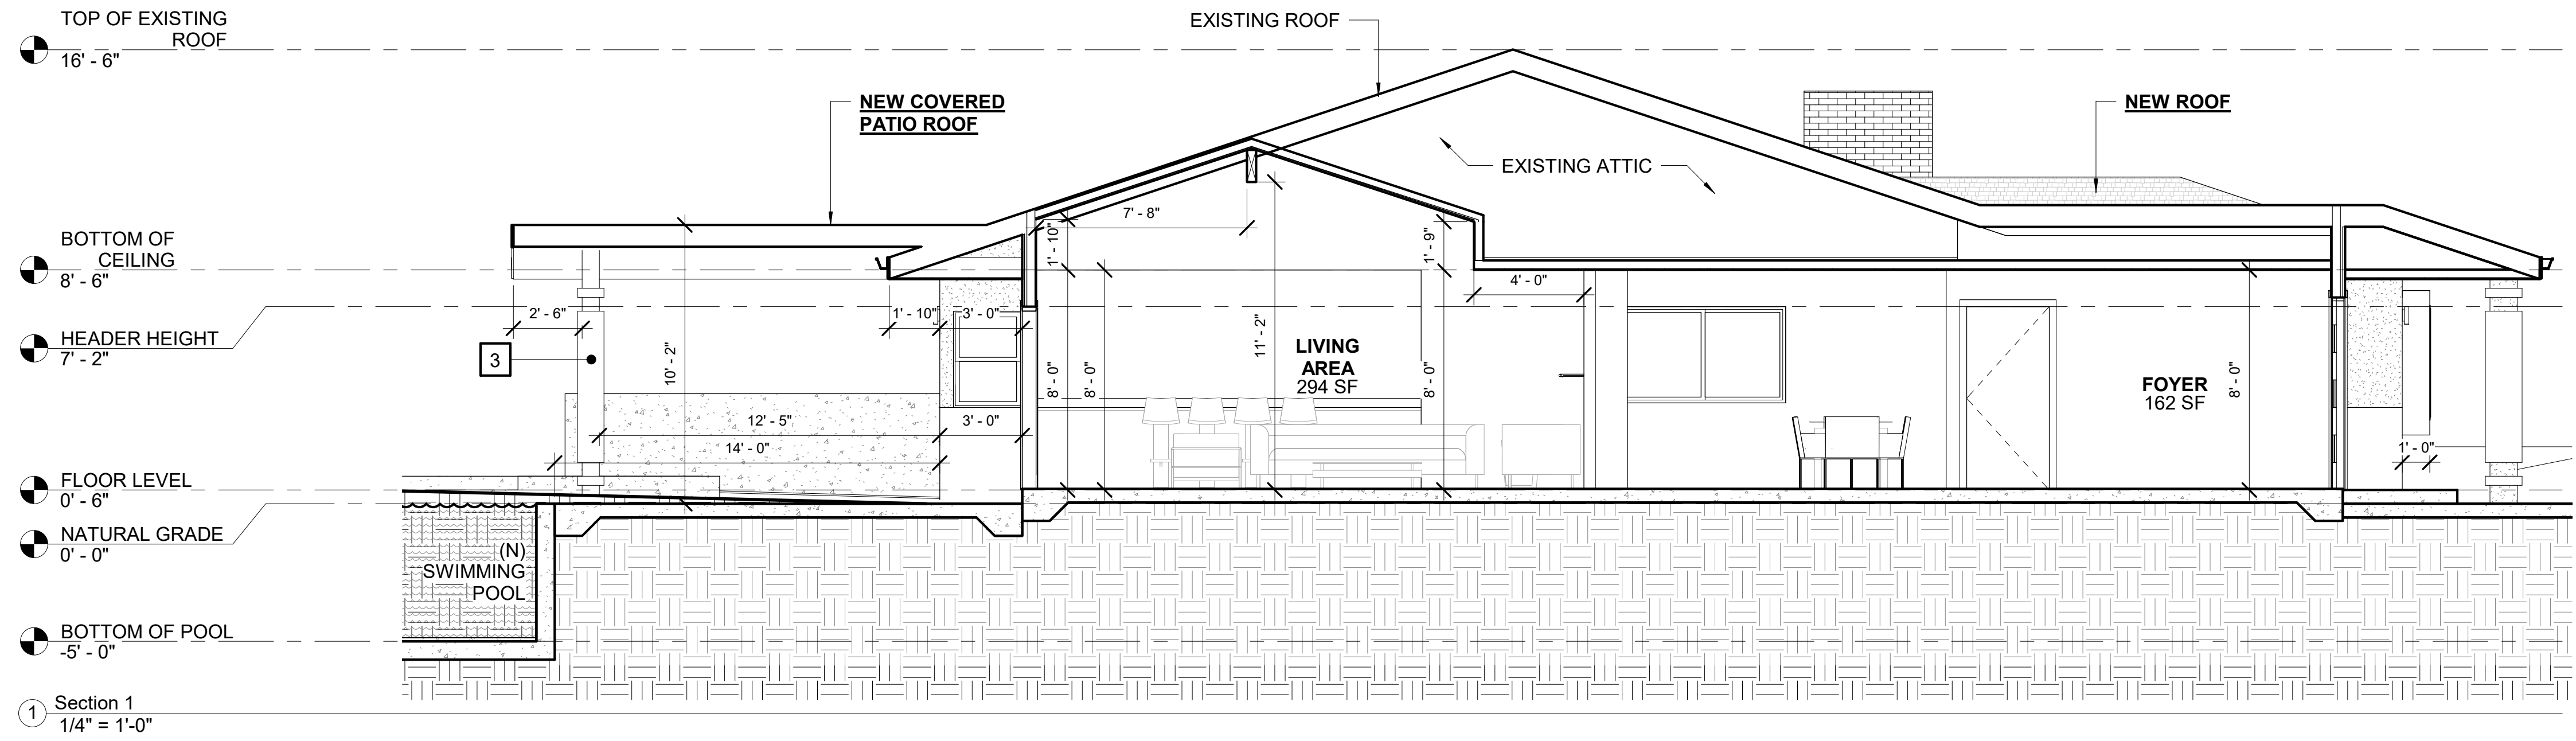 TOP OF EXISTING
ROOF
16' - 6"
EXISTING ROOF
NEW COVERED
PATIO ROOF
NEW ROOF
EXISTING ATTIC
BOTTOM OF
CEILING
8' - 6"
7' - 8"
1' - 10"
1' - 9"
4' - 0"
2' - 6"
1' - 10"
3' - 0"
HEADER HEIGHT
7' - 2"
3
10' - 2"
11' - 2"
LIVING
AREA
294 SF
8' - 0"
8' - 0"
8' - 0"
FOYER
162 SF
8' - 0"
12' - 5"
3' - 0"
14' - 0"
1' - 0"
FLOOR LEVEL
0' - 6"
NATURAL GRADE
0' - 0"
(N)
SWIMMING
POOL
BOTTOM OF POOL
-5' - 0"
1
Section 1
1/4" = 1'-0"